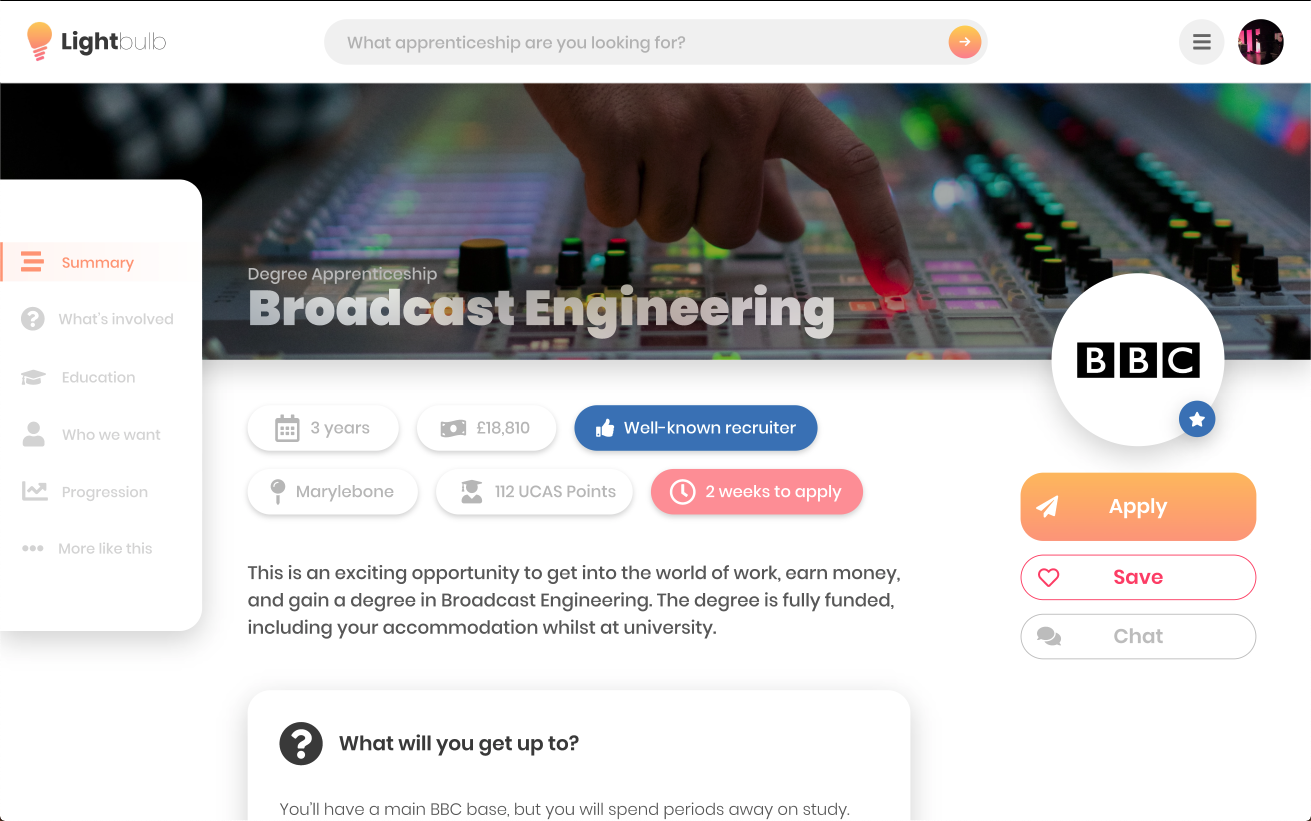 Lightbulb
What apprenticeship are you looking for?
Summary
What's involved
Education
Who we want
Progression
More like this
Degree Apprenticeship
Broadcast Engineering
BBC
3 years
£18,810
Well-known recruiter
Marylebone
112 UCAS Points
2 weeks to apply
Apply
Save
Chat
This is an exciting opportunity to get into the world of work, earn money,
and gain a degree in Broadcast Engineering. The degree is fully funded,
including your accommodation whilst at university.
What will you get up to?
You'll have a main BBC base, but you will spend periods away on study.